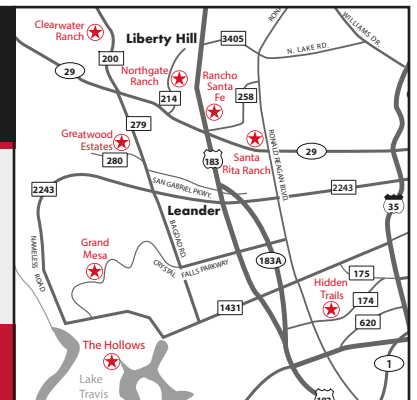 Clearwater
Ranch
Liberty Hill
3405
RON
WILLIAMS DR.
N. LAKE RD.
200
29
Northgate
Ranch
Rancho
Santa
Fe
214
258
279
Greatwood
Estates
280
183
Santa
Rita Ranch
29
RONALD REAGAN BLVD.
2243
SAN GABRIEL PKWY.
2243
35
Leander
BAGDAD RD.
NAMELESS ROAD
Grand
Mesa
CRYSTAL FALLS PARKWAY
183A
175
Hidden
Trails
174
1431
620
The Hollows
1
Lake
Travis
183